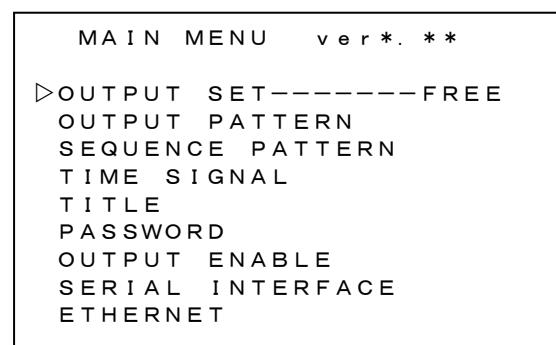 MAIN MENU ver*. **
▷OUTPUT SET-------FREE
OUTPUT PATTERN
SEQUENCE PATTERN
TIME SIGNAL
TITLE
PASSWORD
OUTPUT ENABLE
SERIAL INTERFACE
ETHERNET